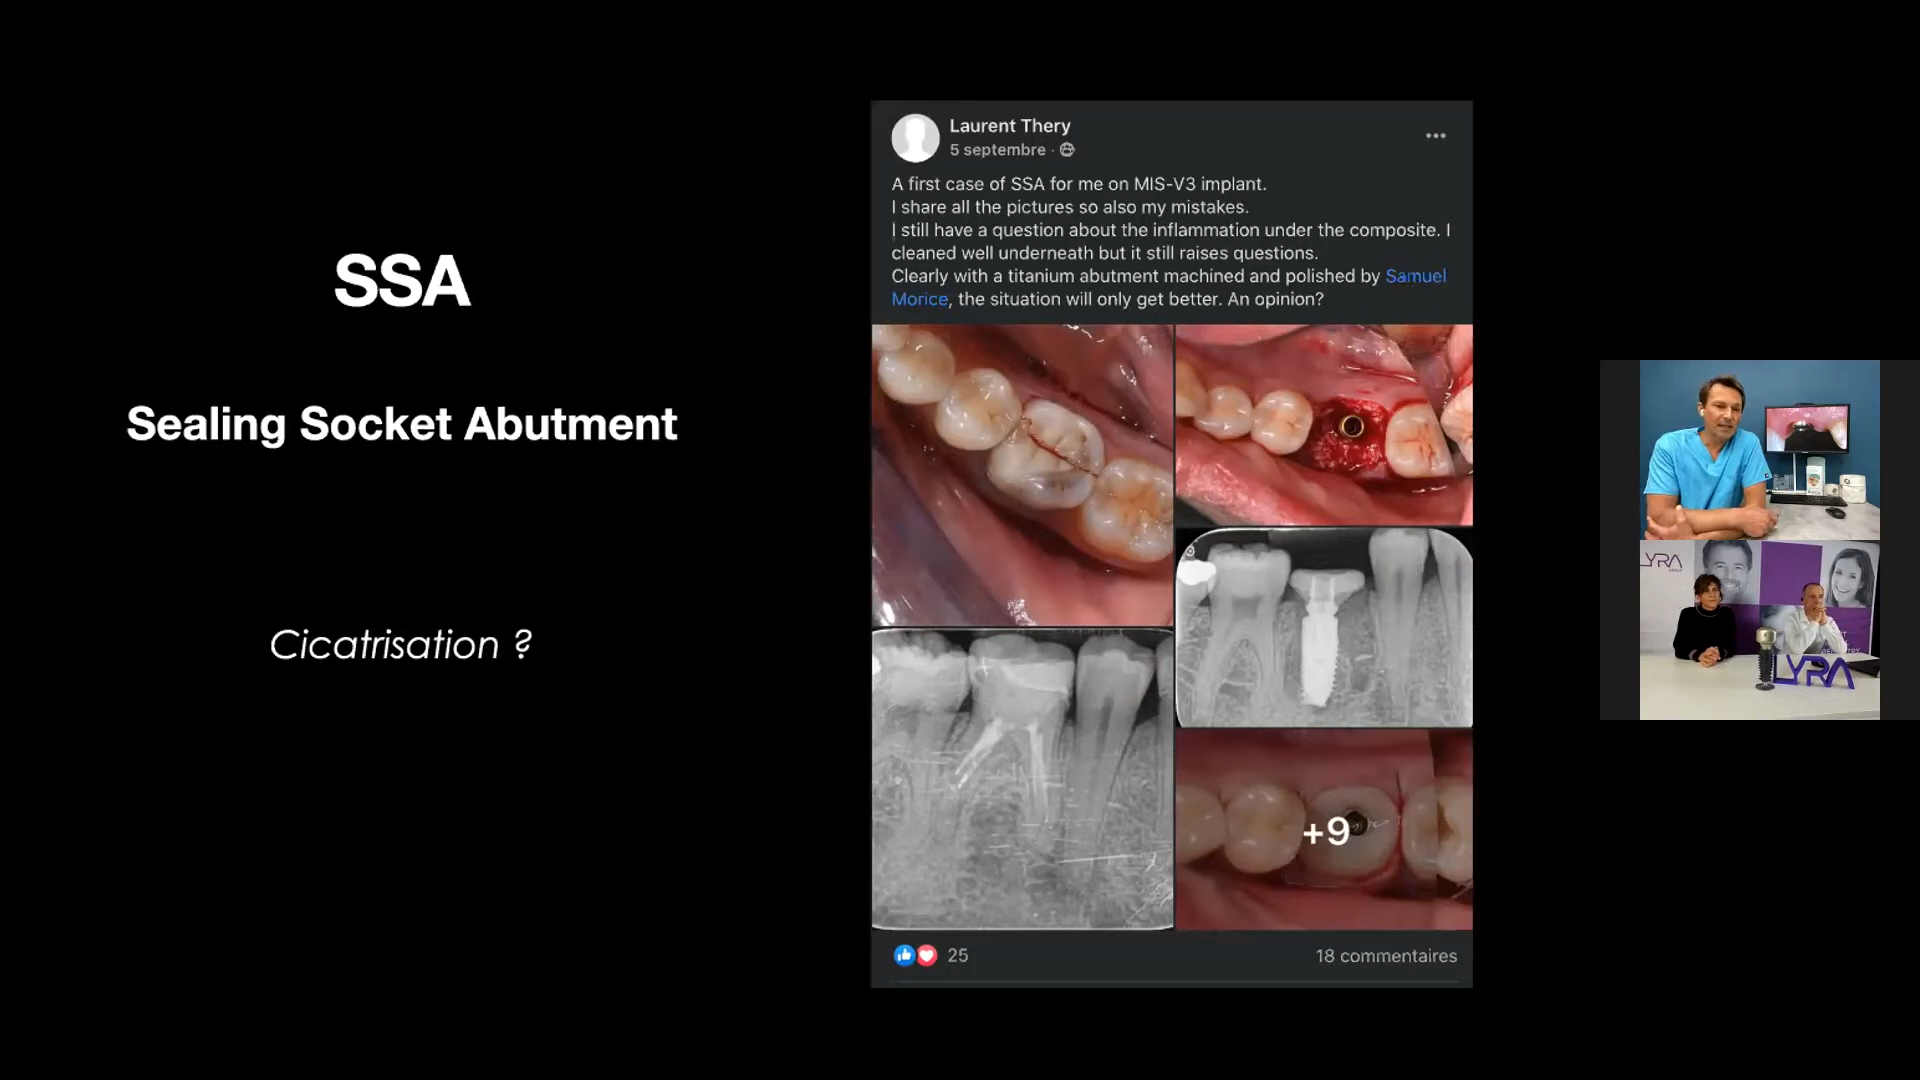 SSA
Sealing Socket Abutment
Cicatrisation ?
Laurent Thery
5 septembre ·
A first case of SSA for me on MIS-V3 implant.
I share all the pictures so also my mistakes.
I still have a question about the inflammation under the composite. I
cleaned well underneath but it still raises questions.
Clearly with a titanium abutment machined and polished by Samuel
Morice, the situation will only get better. An opinion?
+9
25
18 commentaires
LYRA
LYRA